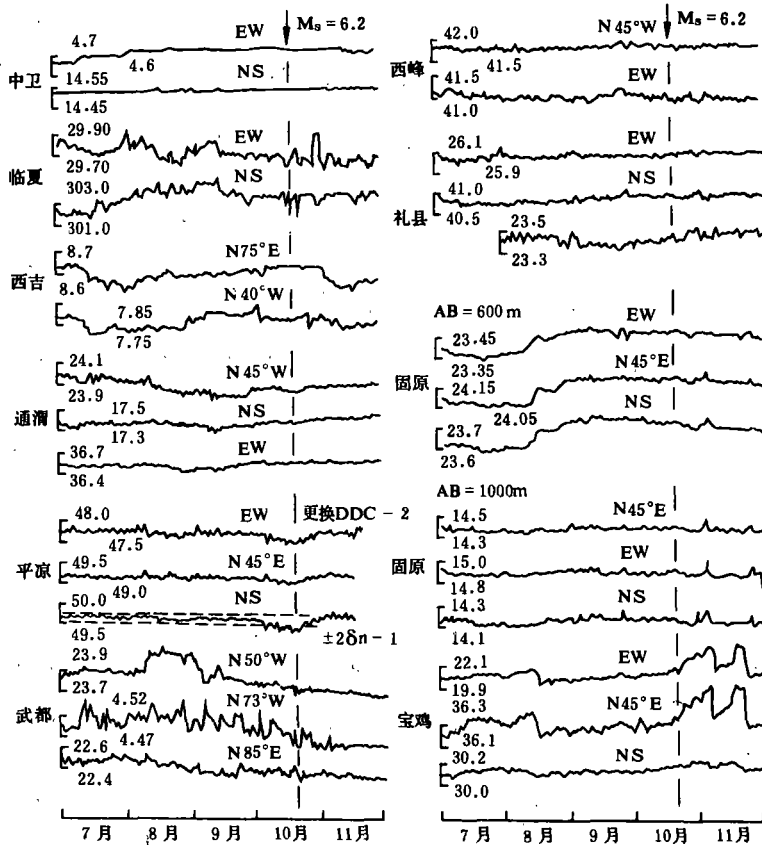 EW
Ms = 6.2
4.7
4.6
中卫
NS
14.55
14.45
29.90
EW
29.70
临夏
303.0
NS
301.0
8.7
N75°E
西吉
8.6
7.85
N40°W
7.75
24.1
N45°W
23.9
通渭
17.5
NS
17.3
36.7
EW
36.4
48.0
EW
更换DDC-2
47.5
平凉
49.5
N45°E
49.0
50.0
NS
49.5
±2δn-1
23.9
N50°W
23.7
武都
4.52
N73°W
4.47
22.6
N85°E
22.4
7月 8月 9月 10月 11月
N45°W
Ms = 6.2
42.0
西峰
41.5
41.5
EW
41.0
26.1
EW
25.9
41.0
NS
礼县
40.5
23.5
23.3
AB=600m
EW
23.45
23.35
固原
N45°E
24.15
24.05
NS
23.7
23.6
AB=1000m
N45°E
14.5
14.3
固原
EW
15.0
14.8
NS
14.3
14.1
EW
22.1
19.9
宝鸡
N45°E
36.3
36.1
NS
30.2
30.0
7月 8月 9月 10月 11月